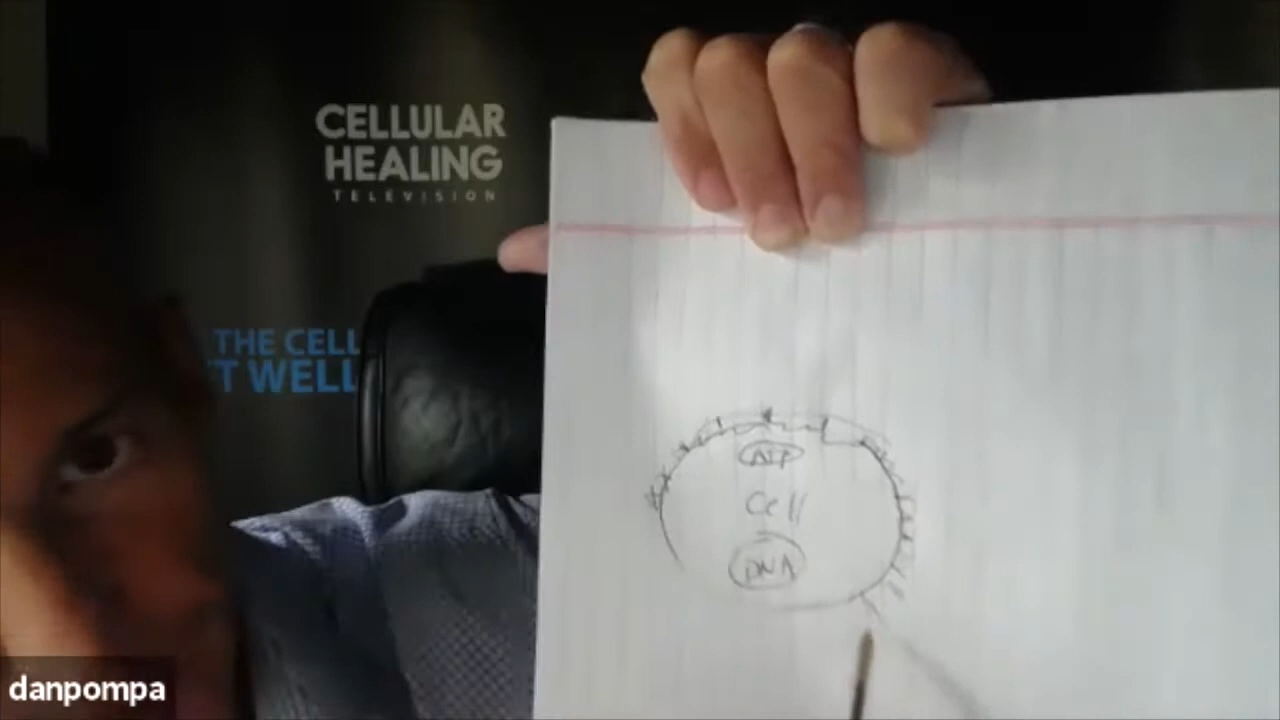 CELLULAR
HEALING
TELEVISION
THE CELL
'T WELL
ATP
Cell
DNA
danpompa